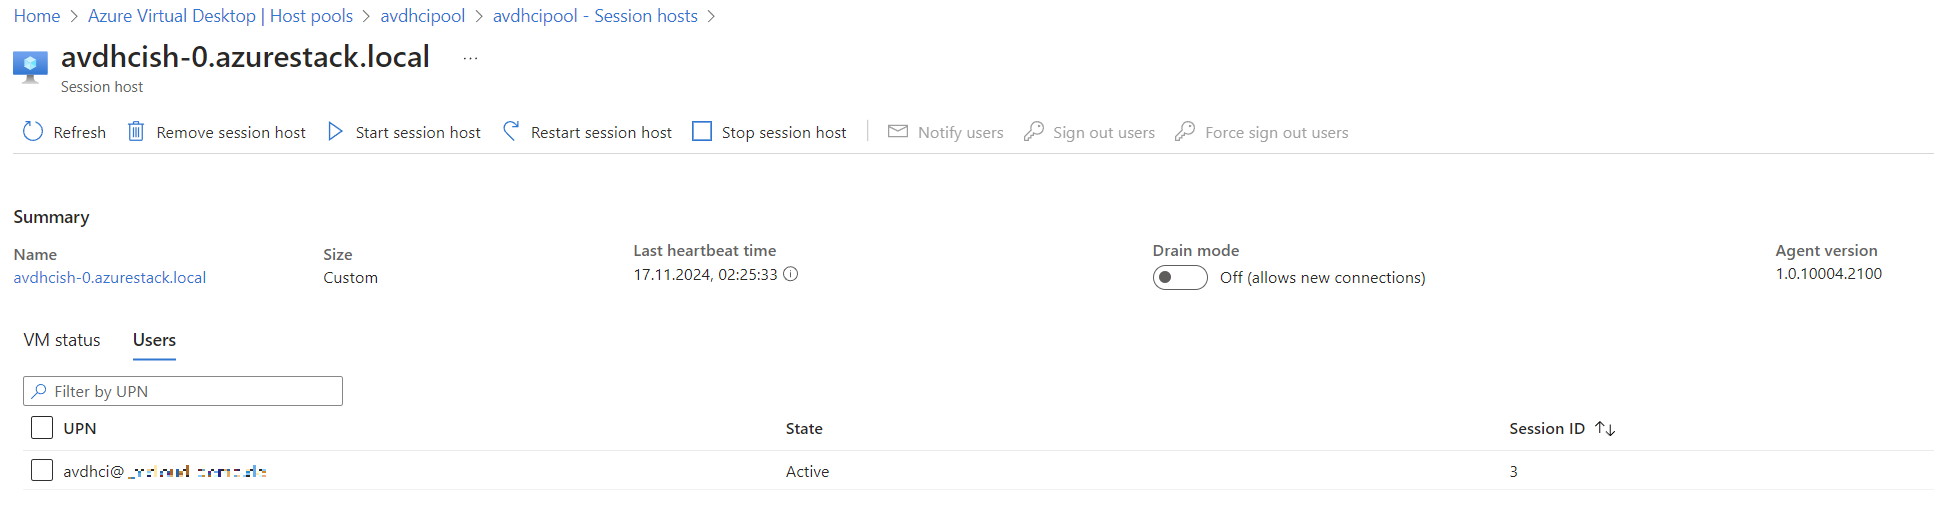 Home > Azure Virtual Desktop | Host pools > avdhcipool > avdhcipool - Session hosts >
avdhcish-0.azurestack.local ...
Session host
Refresh Remove session host Start session host Restart session host Stop session host Notify users Sign out users Force sign out users
Summary
Name Size Last heartbeat time Drain mode Agent version
avdhcish-0.azurestack.local Custom 17.11.2024, 02:25:33 Off (allows new connections) 1.0.10004.2100
VM status Users
Filter by UPN
UPN State Session ID
avdhci@ Active 3